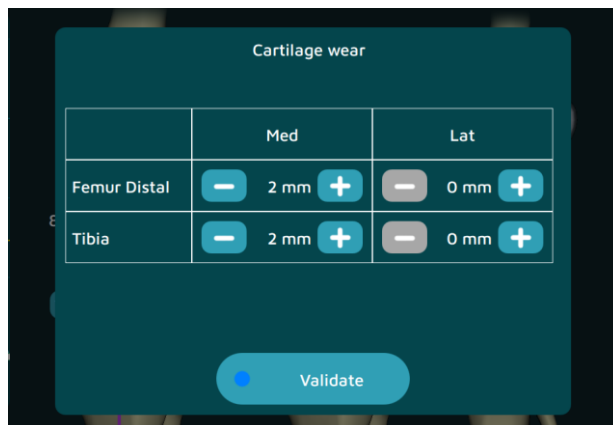 Cartilage wear
Med Lat
Femur Distal 2 mm 0 mm
Tibia 2 mm 0 mm
Validate